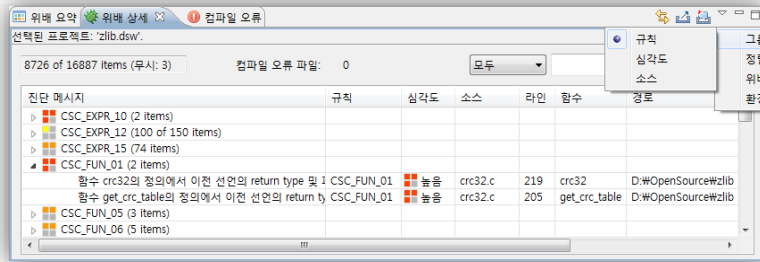 위배 요약 위배 상세 컴파일 오류
선택된 프로젝트: 'zlib.dsw'.
8726 of 16887 items (무시: 3) 컴파일 오류 파일: 0 모두
규칙
심각도
소스
진단 메시지 규칙 심각도 소스 라인 함수 경로
CSC_EXPR_10 (2 items)
CSC_EXPR_12 (100 of 150 items)
CSC_EXPR_15 (74 items)
CSC_FUN_01 (2 items)
함수 crc32의 정의에서 이전 선언의 return type 및 CSC_FUN_01 높음 crc32.c 219 crc32 D:₩OpenSource₩zlib
함수 get_crc_table의 정의에서 이전 선언의 return ty CSC_FUN_01 높음 crc32.c 205 get_crc_table D:₩OpenSource₩zlib
CSC_FUN_05 (3 items)
CSC_FUN_06 (5 items)